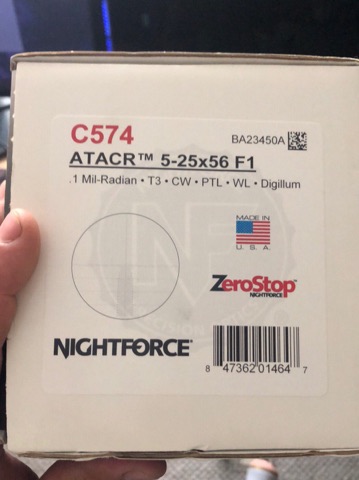 C574
BA23450A
ATACR™ 5-25x56 F1
.1 Mil-Radian • T3 • CW • PTL • WL • Digillum
MADE IN
U. S. A.
ZeroStop™
NIGHTFORCE
NIGHTFORCE®
8 47362 01464 7